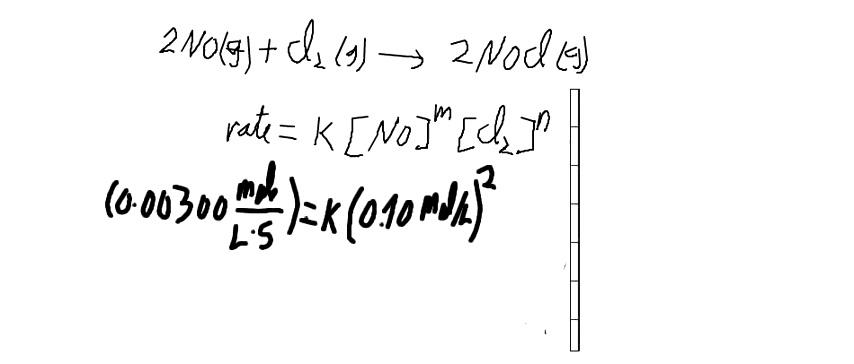 2NO(g) + Cl₂ (g) → 2NOCl (g)
rate = K [NO]ᵐ [Cl₂]ⁿ
(0.00300 mol/L·S) = K (0.10 mol/L)²